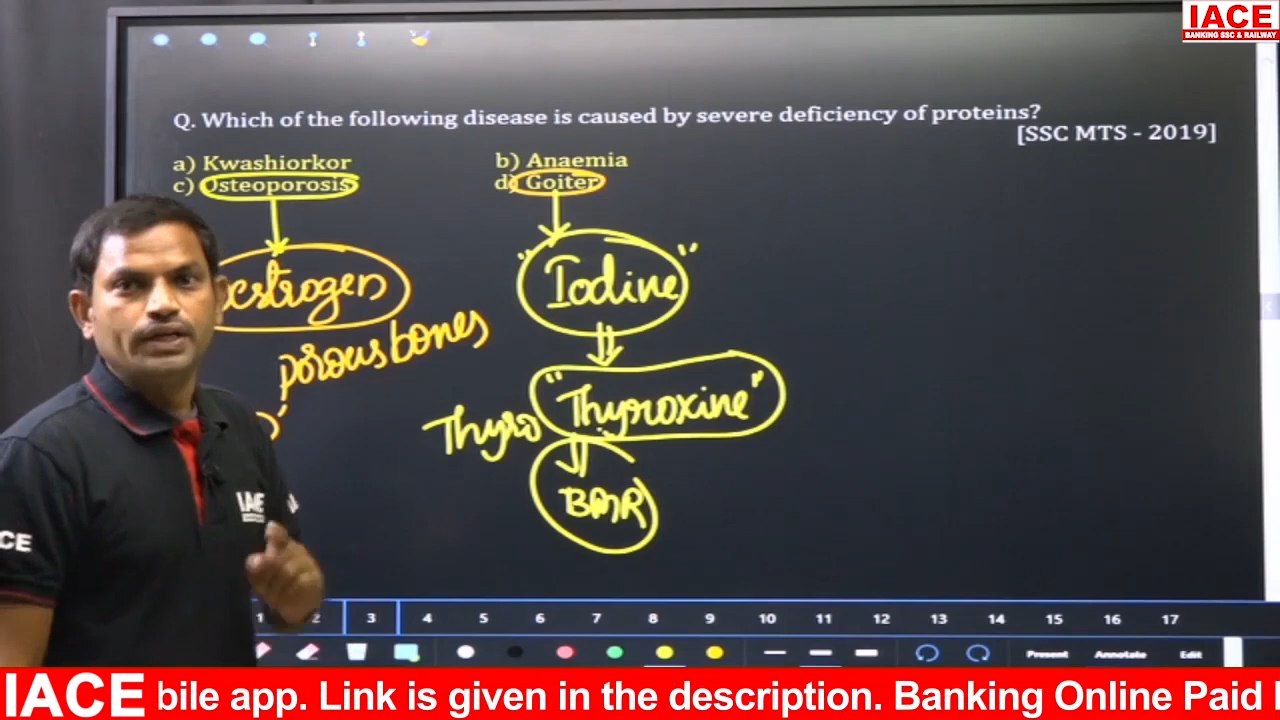 IACE
BANKING SSC & RAILWAY
Q. Which of the following disease is caused by severe deficiency of proteins?
[SSC MTS - 2019]
a) Kwashiorkor
b) Anaemia
c) Osteoporosis
d) Goiter
estrogen
"Iodine"
porous bones
"Thyroxine"
Thyro
BMR
IACE
CE
1 2 3 4 5 6 7 8 9 10 11 12 13 14 15 16 17
Present Annotate Edit
IACE bile app. Link is given in the description. Banking Online Paid